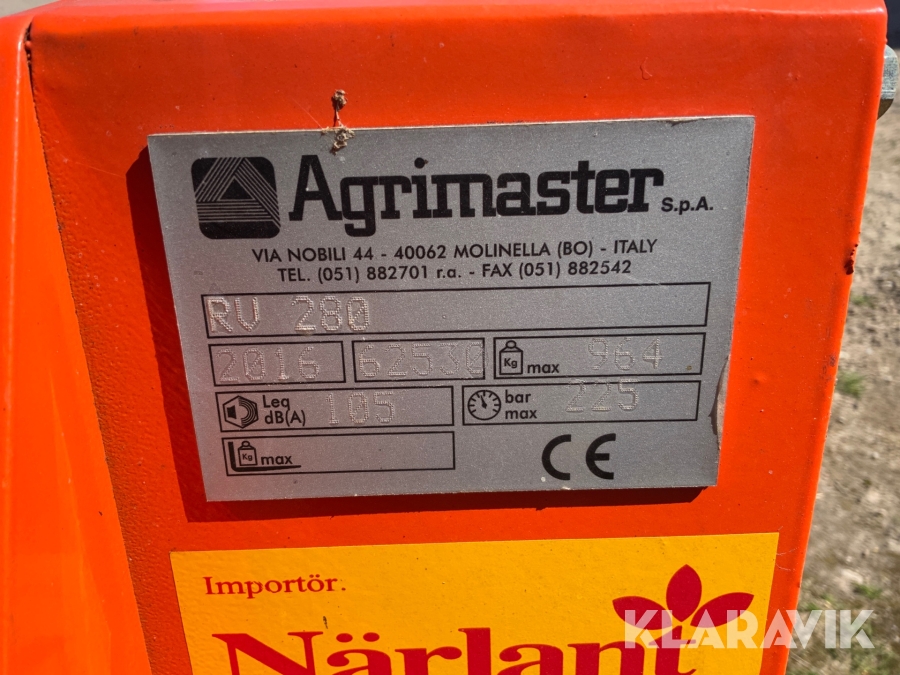 Agrimaster S.p.A.
VIA NOBILI 44 - 40062 MOLINELLA (BO) - ITALY
TEL. (051) 882701 r.a. - FAX (051) 882542
RV 280
2016 62530 Kg max 964
Leq dB(A) 105 bar max 225
Kg max CE
Importör.
Närlant
KLARAVIK